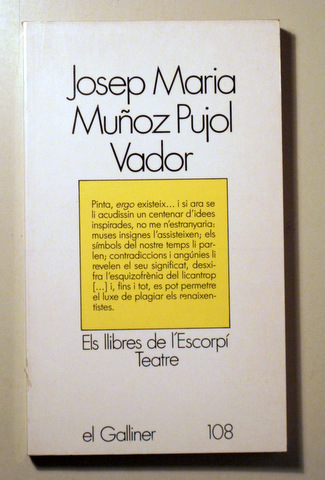 Josep Maria
Muñoz Pujol
Vador
Pinta, ergo existeix... i si ara se
li acudissin un centenar d'idees
inspirades, no me n'estranyaria:
muses insignes l'assisteixen; els
símbols del nostre temps li par-
len; contradiccions i angúnies li
revelen el seu significat, desxi-
fra l'esquizofrènia del licantrop
[...] i, fins i tot, es pot permetre
el luxe de plagiar els renaixen-
tistes.
Els llibres de l'Escorpí
Teatre
el Galliner 108